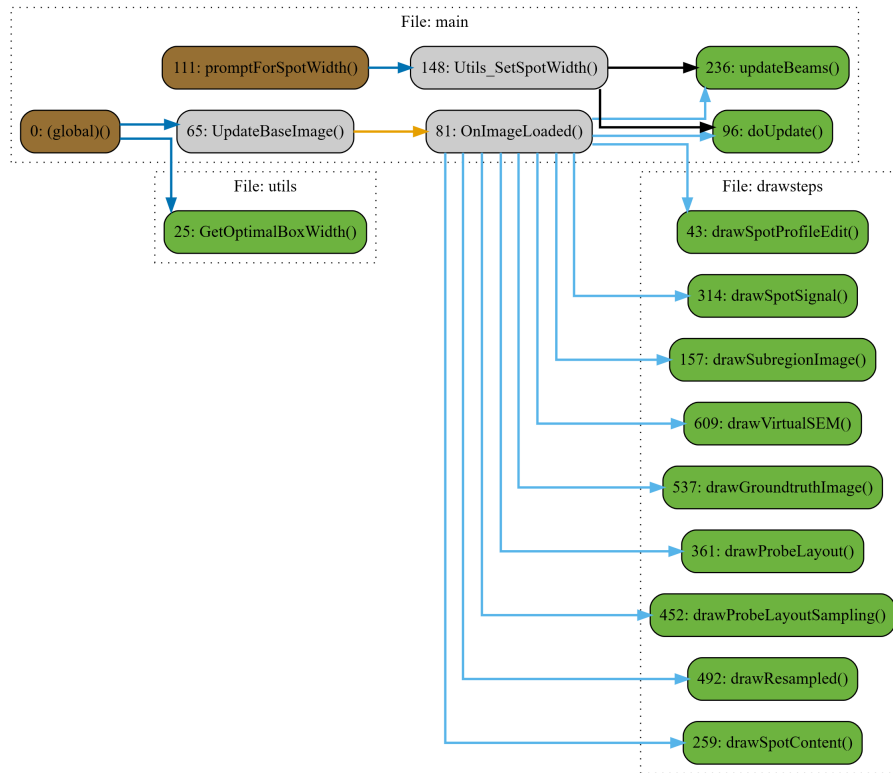 File: main
111: promptForSpotWidth()
148: Utils_SetSpotWidth()
236: updateBeams()
0: (global)()
65: UpdateBaseImage()
81: OnImageLoaded()
96: doUpdate()
File: utils
File: drawsteps
25: GetOptimalBoxWidth()
43: drawSpotProfileEdit()
314: drawSpotSignal()
157: drawSubregionImage()
609: drawVirtualSEM()
537: drawGroundtruthImage()
361: drawProbeLayout()
452: drawProbeLayoutSampling()
492: drawResampled()
259: drawSpotContent()